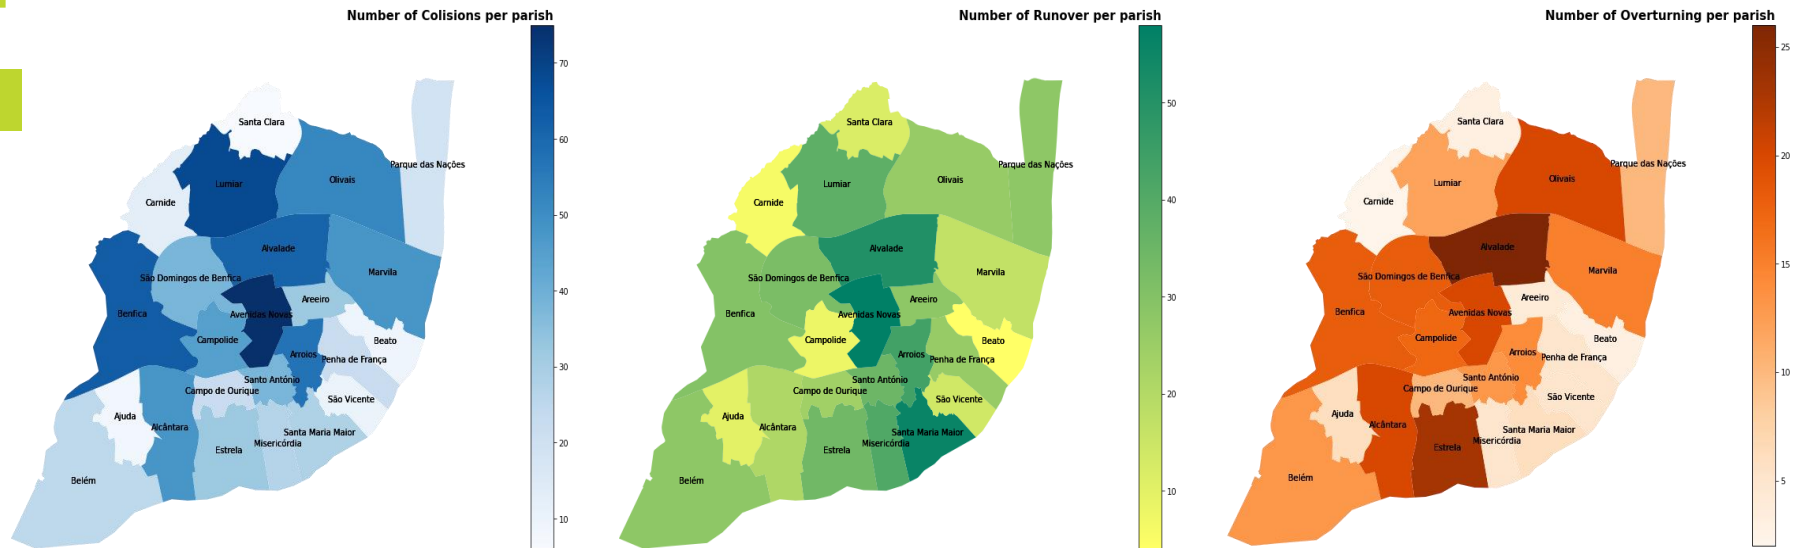 Number of Colisions per parish
70
60
50
40
30
20
10
Santa Clara
Parque das Nações
Olivais
Lumiar
Carnide
Alvalade
Marvila
São Domingos de Benfica
Areeiro
Benfica
Avenidas Novas
Campolide
Beato
Arroios
Penha de França
Santo António
Campo de Ourique
São Vicente
Ajuda
Alcântara
Santa Maria Maior
Misericórdia
Estrela
Belém
Number of Runover per parish
50
40
30
20
10
Santa Clara
Parque das Nações
Olivais
Lumiar
Carnide
Alvalade
Marvila
São Domingos de Benfica
Areeiro
Benfica
Avenidas Novas
Campolide
Beato
Arroios
Penha de França
Santo António
Campo de Ourique
São Vicente
Ajuda
Alcântara
Santa Maria Maior
Misericórdia
Estrela
Belém
Number of Overturning per parish
25
20
15
10
5
Santa Clara
Parque das Nações
Olivais
Lumiar
Carnide
Alvalade
Marvila
São Domingos de Benfica
Areeiro
Benfica
Avenidas Novas
Campolide
Beato
Arroios
Penha de França
Santo António
Campo de Ourique
São Vicente
Ajuda
Alcântara
Santa Maria Maior
Misericórdia
Estrela
Belém